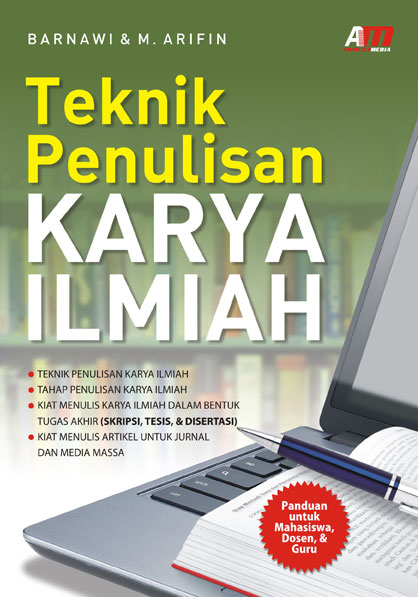 BARNAWI & M. ARIFIN
AM
MEDIA
Teknik
Penulisan
KARYA
ILMIAH
• TEKNIK PENULISAN KARYA ILMIAH
• TAHAP PENULISAN KARYA ILMIAH
• KIAT MENULIS KARYA ILMIAH DALAM BENTUK
TUGAS AKHIR (SKRIPSI, TESIS, & DISERTASI)
• KIAT MENULIS ARTIKEL UNTUK JURNAL
DAN MEDIA MASSA
Panduan
untuk
Mahasiswa,
Dosen, &
Guru